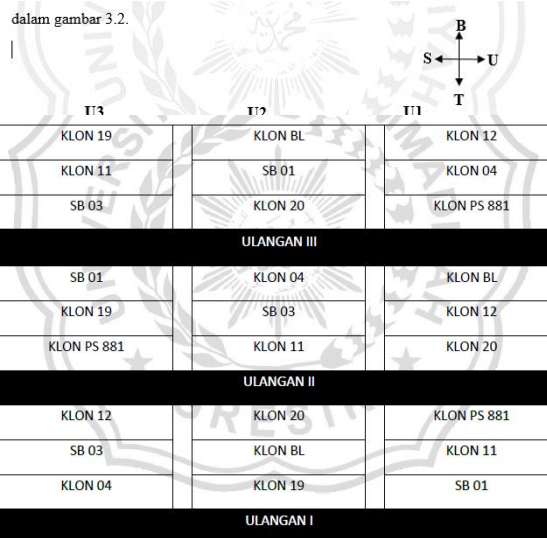 dalam gambar 3.2.
B
S U
T
U3 U2 U1
KLON 19 KLON BL KLON 12
KLON 11 SB 01 KLON 04
SB 03 KLON 20 KLON PS 881
ULANGAN III
SB 01 KLON 04 KLON BL
KLON 19 SB 03 KLON 12
KLON PS 881 KLON 11 KLON 20
ULANGAN II
KLON 12 KLON 20 KLON PS 881
SB 03 KLON BL KLON 11
KLON 04 KLON 19 SB 01
ULANGAN I